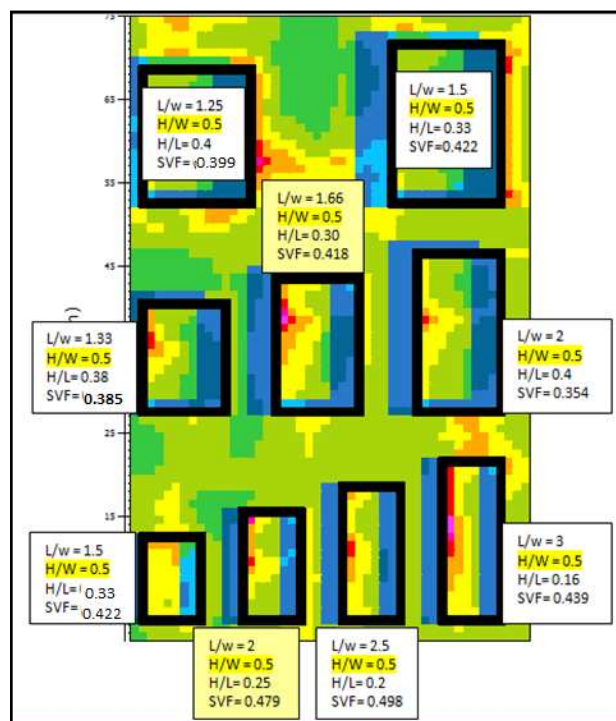 75
65
55
45
25
15
L/w = 1.25
H/W = 0.5
H/L = 0.4
SVF= 0.399
L/w = 1.5
H/W = 0.5
H/L = 0.33
SVF=0.422
L/w = 1.66
H/W = 0.5
H/L= 0.30
SVF= 0.418
L/w = 1.33
H/W = 0.5
H/L= 0.38
SVF= 0.385
L/w = 2
H/W = 0.5
H/L= 0.4
SVF= 0.354
L/w = 1.5
H/W = 0.5
H/L= 0.33
SVF= 0.422
L/w = 2
H/W = 0.5
H/L= 0.25
SVF= 0.479
L/w = 2.5
H/W = 0.5
H/L= 0.2
SVF= 0.498
L/w = 3
H/W = 0.5
H/L= 0.16
SVF= 0.439